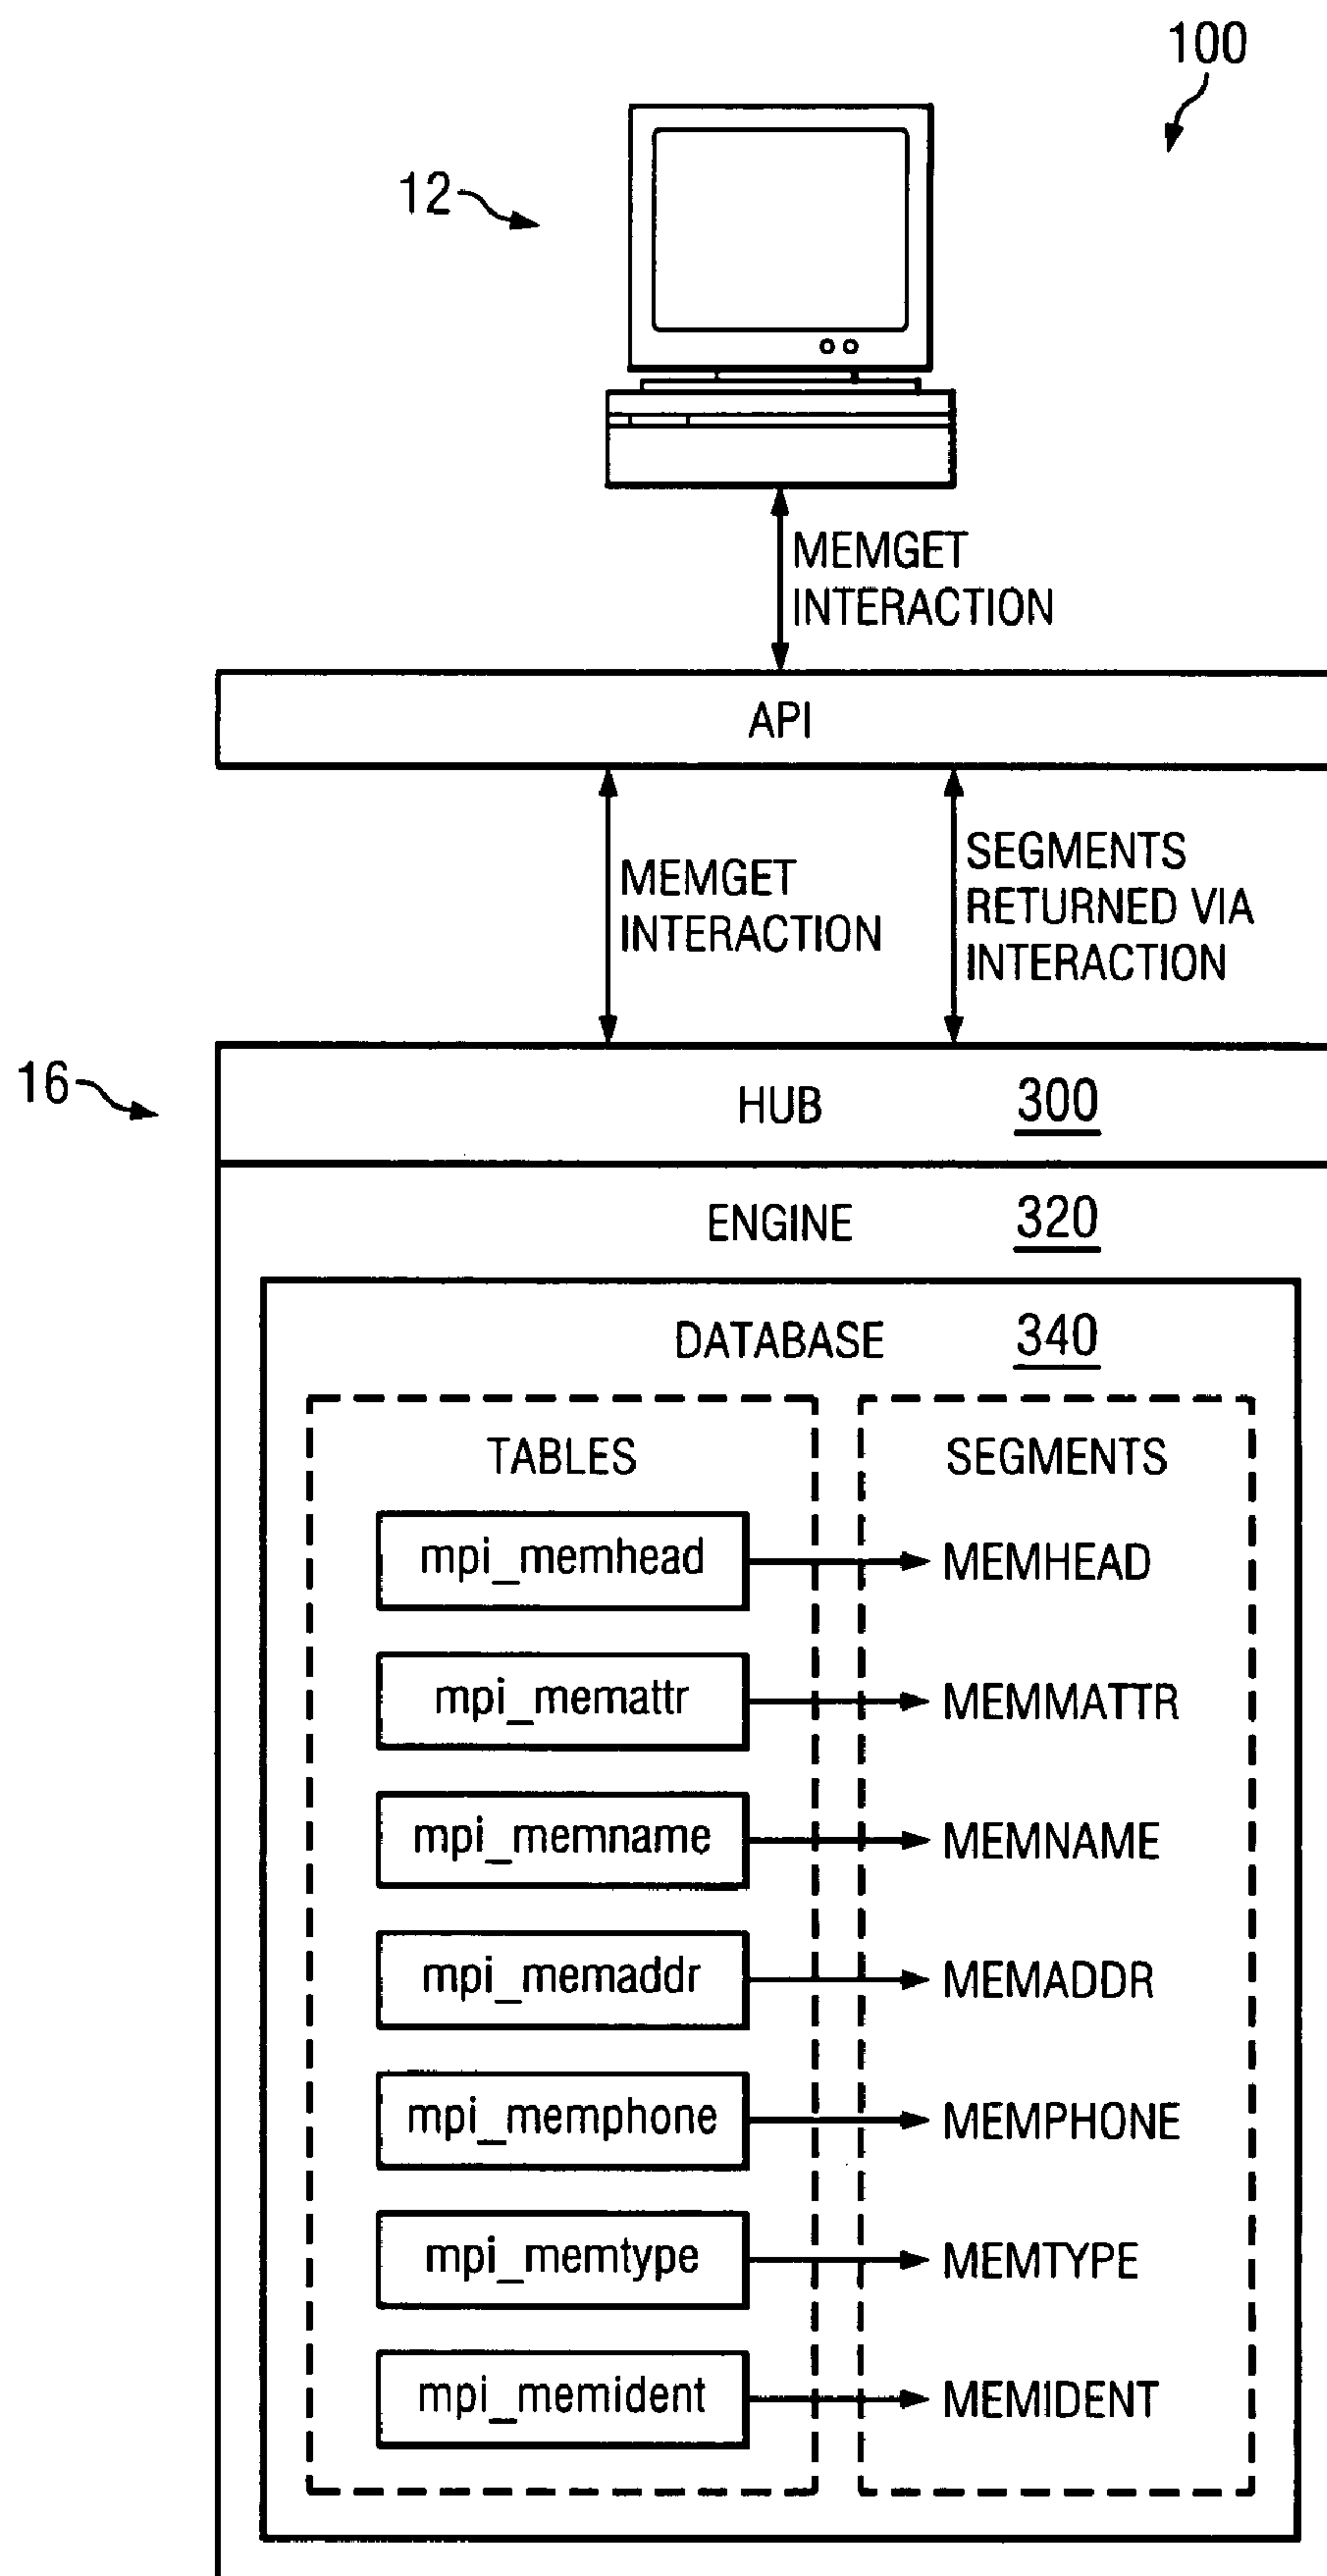 100
12
MEMGET
INTERACTION
API
MEMGET
INTERACTION
SEGMENTS
RETURNED VIA
INTERACTION
16
HUB 300
ENGINE 320
DATABASE 340
TABLES
SEGMENTS
mpi_memhead
MEMHEAD
mpi_memattr
MEMMATTR
mpi_memname
MEMNAME
mpi_memaddr
MEMADDR
mpi_memphone
MEMPHONE
mpi_memtype
MEMTYPE
mpi_memident
MEMIDENT